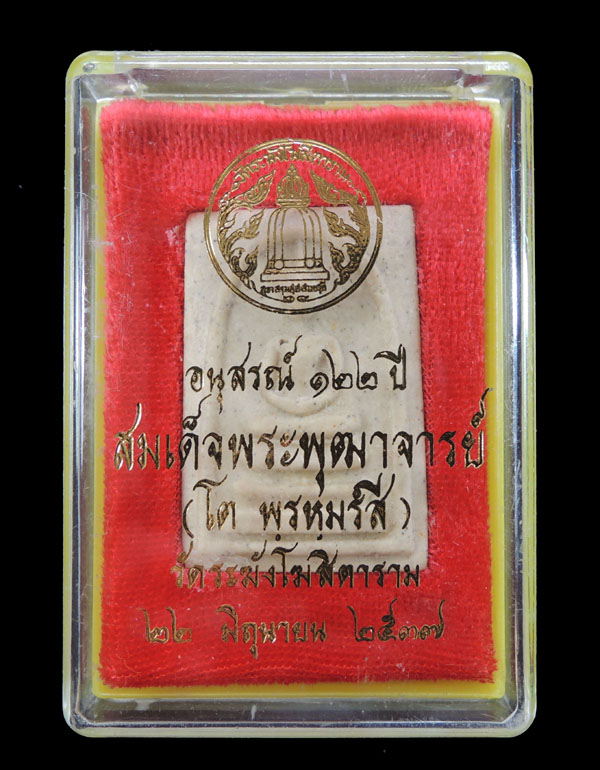 อนุสรณ์ ๑๒๒ ปี
สมเด็จพระพุฒาจารย์
(โต พฺรหฺมรํสี)
วัดระฆังโฆสิตาราม
๒๒ มิถุนายน ๒๕๓๗